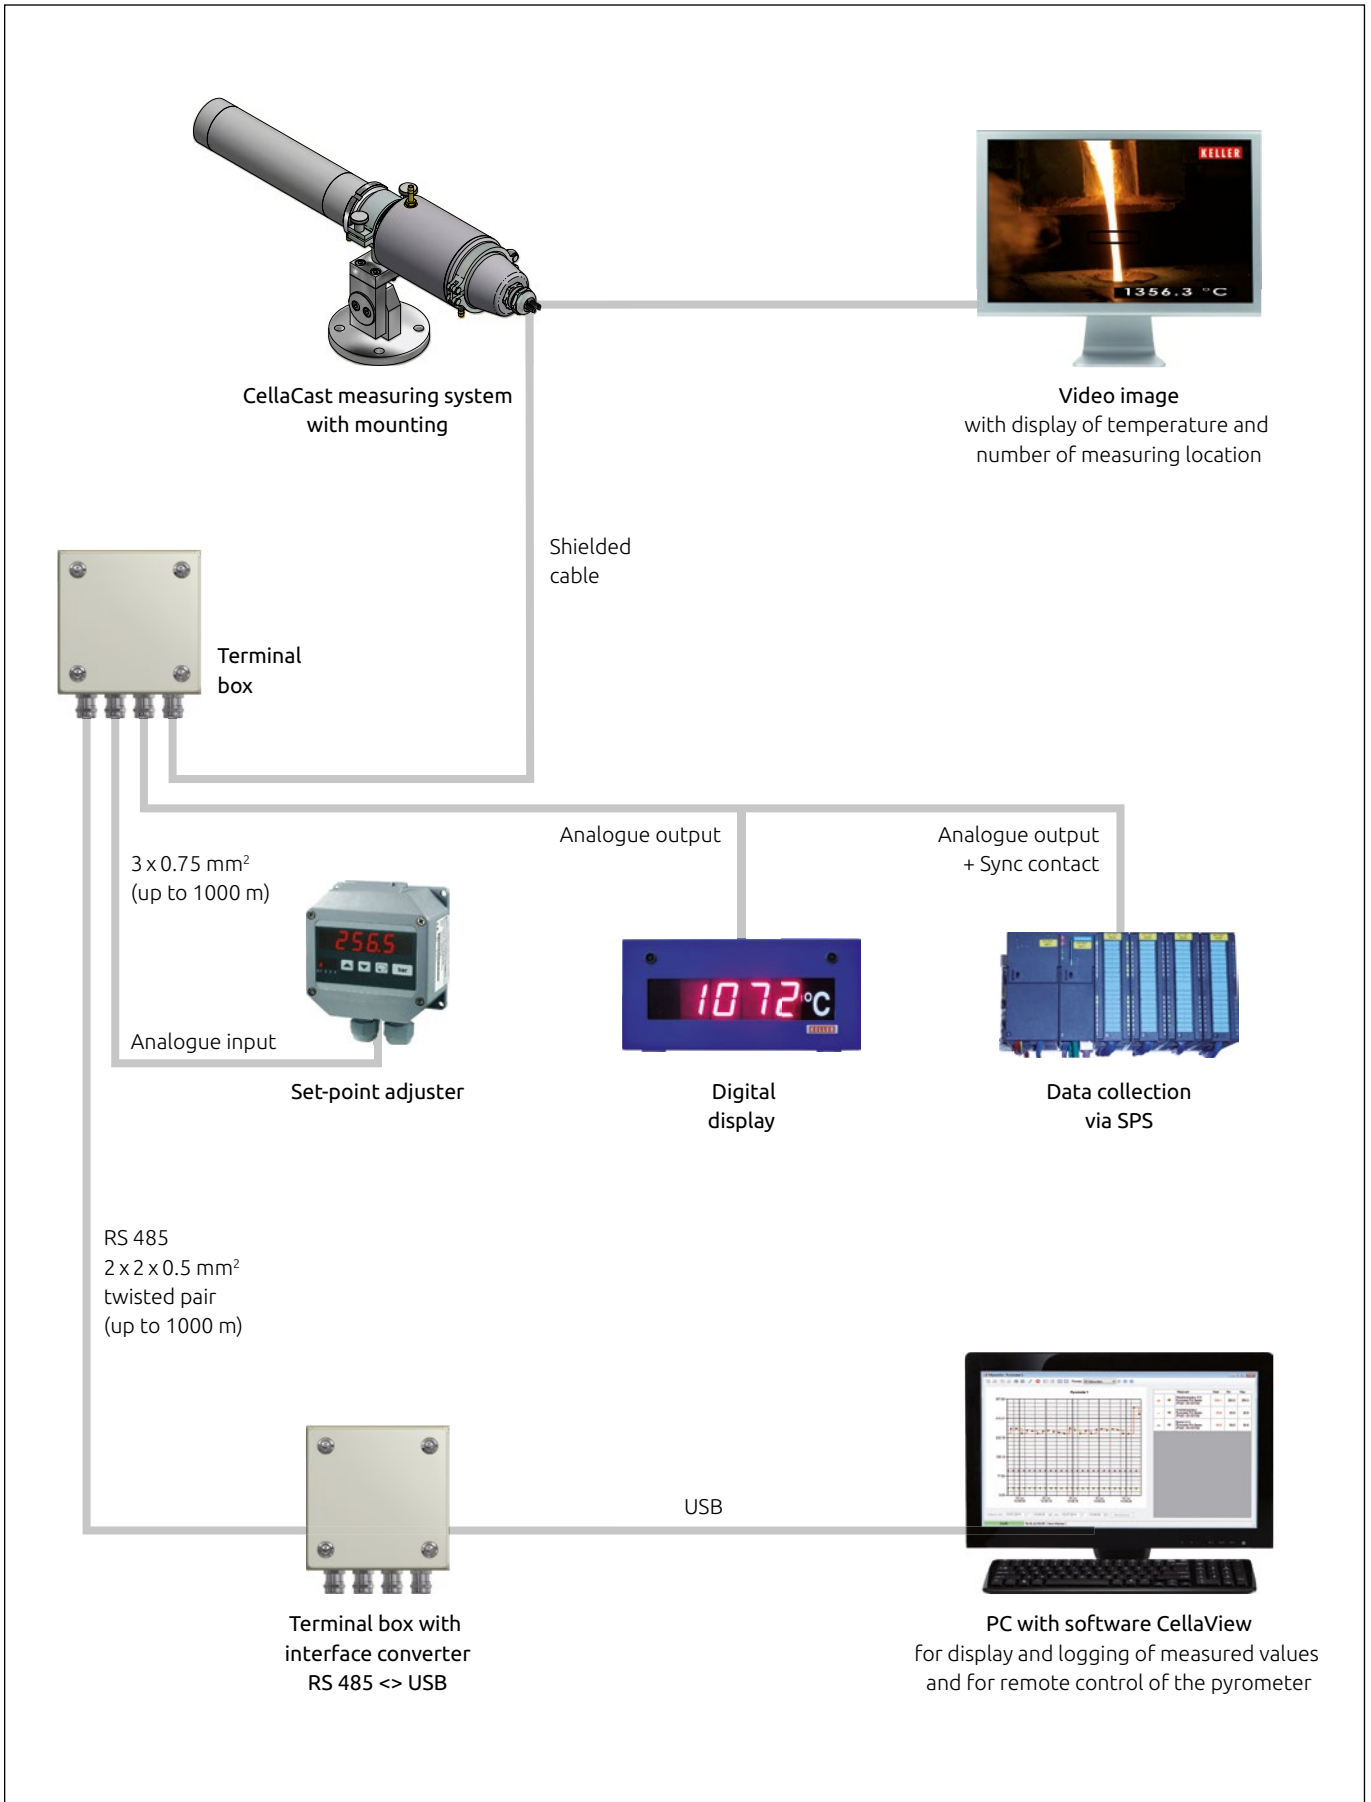 KELLER
1356.3 °C
CellaCast measuring system
with mounting
Video image
with display of temperature and
number of measuring location
Shielded
cable
Terminal
box
Analogue output
Analogue output
+ Sync contact
3 x 0.75 mm²
(up to 1000 m)
256.5
bar
1072°C
KELLER
Analogue input
Set-point adjuster
Digital
display
Data collection
via SPS
RS 485
2 x 2 x 0.5 mm²
twisted pair
(up to 1000 m)
USB
Terminal box with
interface converter
RS 485 <> USB
PC with software CellaView
for display and logging of measured values
and for remote control of the pyrometer